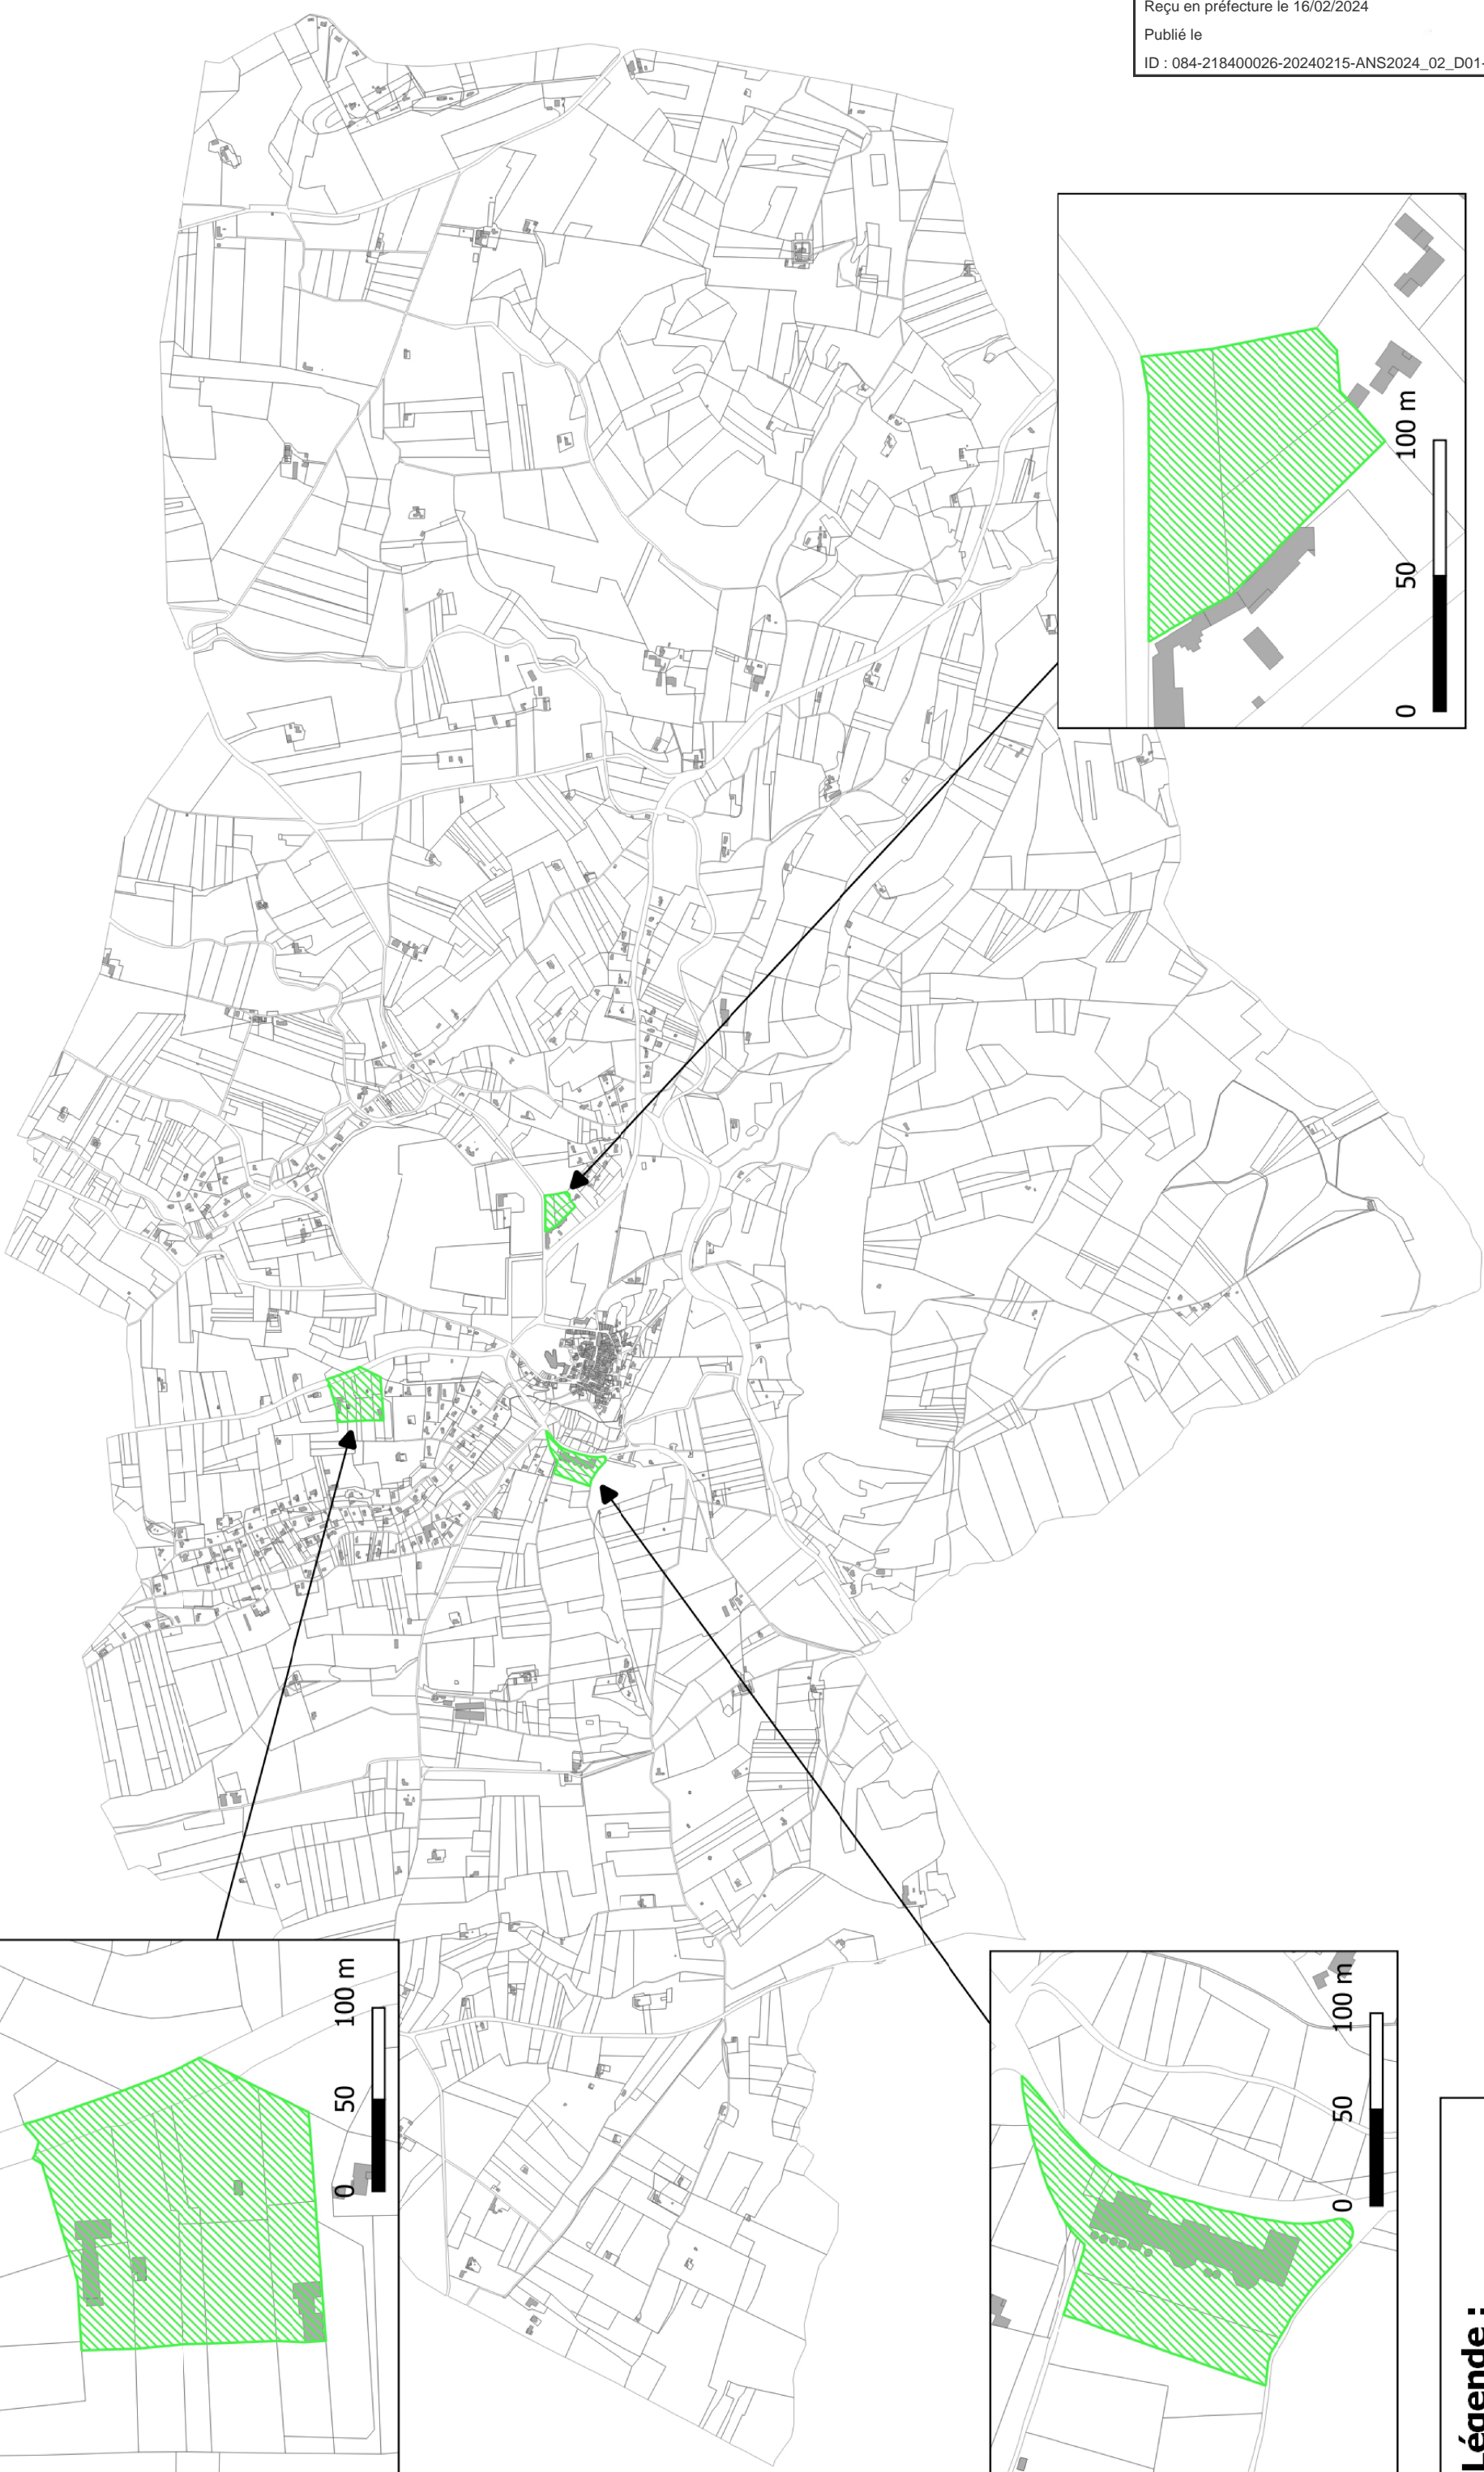 Reçu en préfecture le 16/02/2024
Publié le
ID : 084-218400026-20240215-ANS2024_02_D01-
0 50 100 m
0 50 100 m
0 50 100 m
Légende :